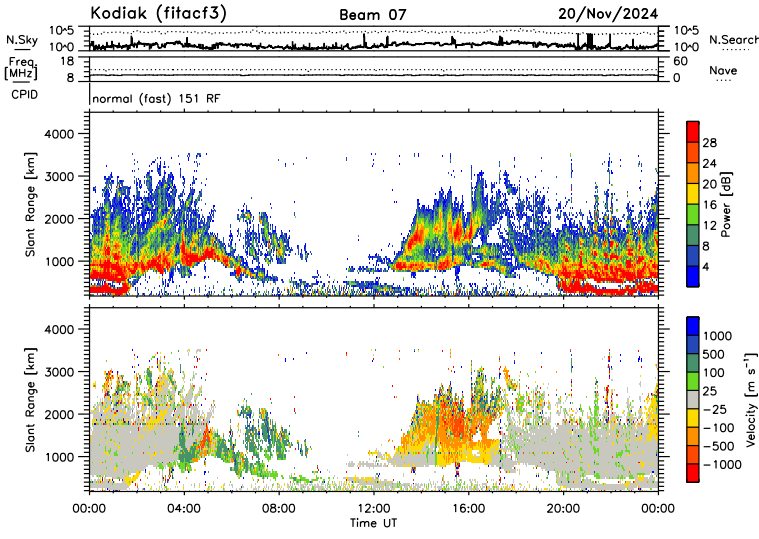 Kodiak (fitacf3) Beam 07 20/Nov/2024
N.Sky 10^5 10^0 10^5 10^0 N.Search
Freq. [MHz] 18 8 60 0 Nave
CPID normal (fast) 151 RF
Slant Range [km] 4000 3000 2000 1000
28 24 20 16 12 8 4 Power [dB]
Slant Range [km] 4000 3000 2000 1000
1000 500 100 25 −25 −100 −500 −1000 Velocity [m s⁻¹]
00:00 04:00 08:00 12:00 16:00 20:00 00:00
Time UT